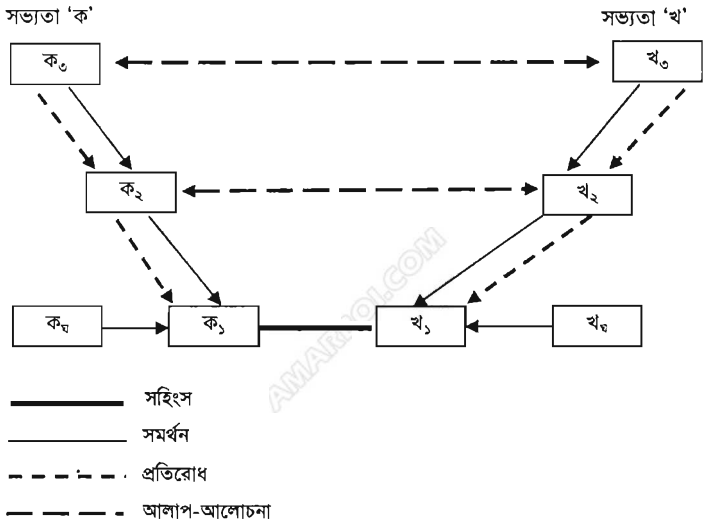 সভ্যতা ‘ক’ সভ্যতা ‘খ’
ক৩ খ৩
ক২ খ২
কঘ ক১ খ১ খঘ
AMARBOI.COM
সহিংস
সমর্থন
প্রতিরোধ
আলাপ-আলোচনা